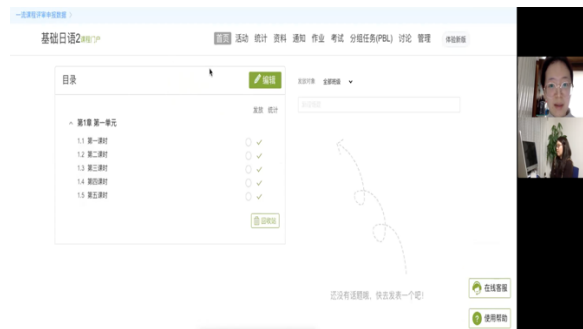 一流课程评审申报数据 >
基础日语2课程门户
首页 活动 统计 资料 通知 作业 考试 分组任务(PBL) 讨论 管理 体验新版
目录 编辑
发放对象 全部班级
发放 统计
第1章 第一单元
1.1 第一课时
1.2 第二课时
1.3 第三课时
1.4 第四课时
1.5 第五课时
回收站
还没有话题哦，快去发表一个吧！
在线客服
使用帮助